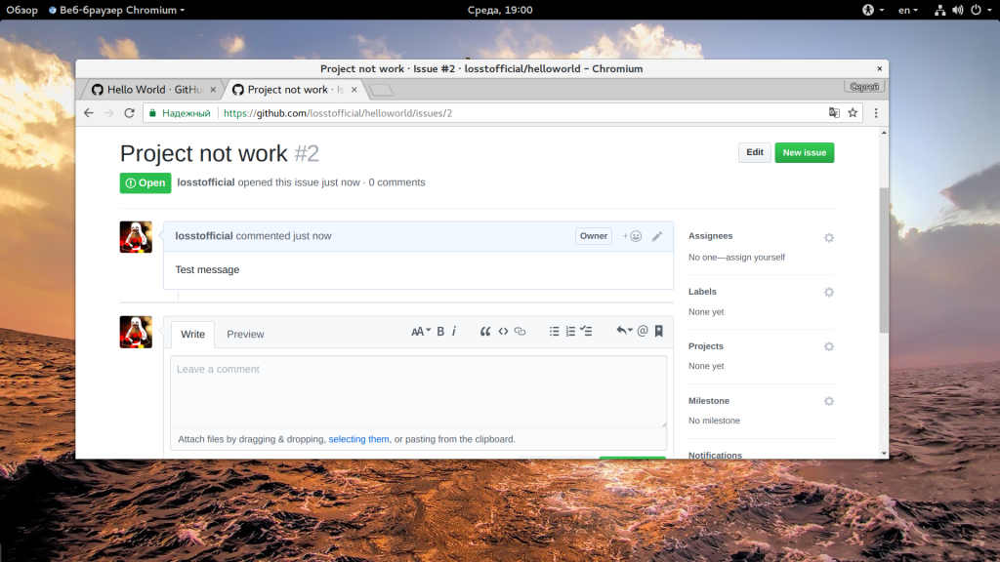 Обзор Веб-браузер Chromium Среда, 19:00 en
Project not work · Issue #2 · losstofficial/helloworld – Chromium
Hello World · GitHu Project not work · Is Сергей
Надежный https://github.com/losstofficial/helloworld/issues/2
Project not work #2 Edit New issue
Open losstofficial opened this issue just now · 0 comments
losstofficial commented just now Owner
Test message
Assignees
No one—assign yourself
Labels
None yet
Write Preview AA B i
Leave a comment
Attach files by dragging & dropping, selecting them, or pasting from the clipboard.
Projects
None yet
Milestone
No milestone
Notifications